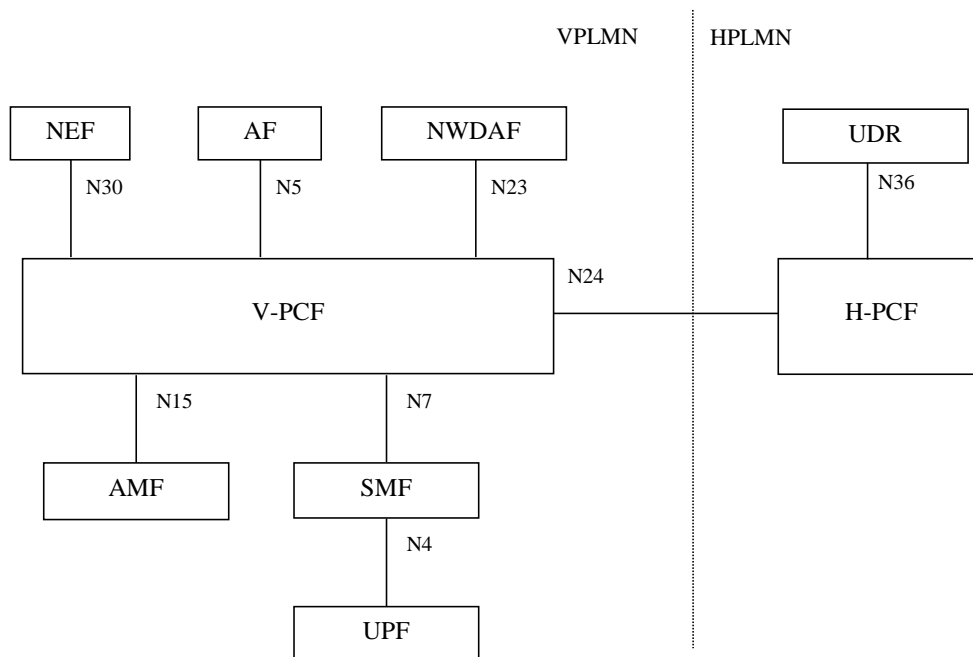 VPLMN
HPLMN
NEF
AF
NWDAF
UDR
N30
N5
N23
N36
N24
V-PCF
H-PCF
N15
N7
AMF
SMF
N4
UPF